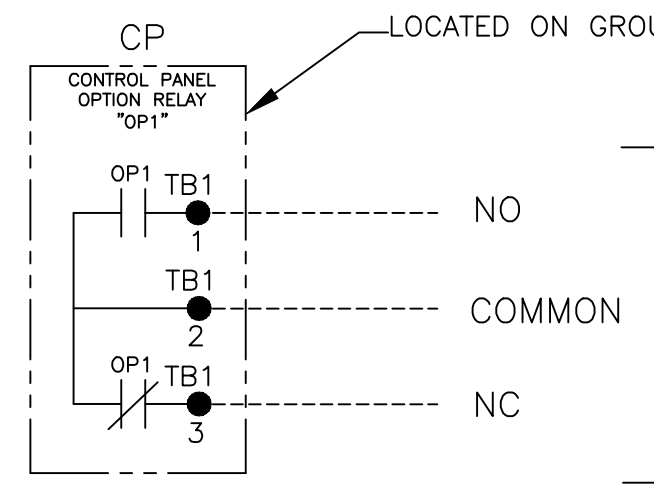 CP
LOCATED ON
CONTROL PANEL
OPTION RELAY
"OP1"
OP1
TB1
1
NO
TB1
2
COMMON
OP1
TB1
3
NC